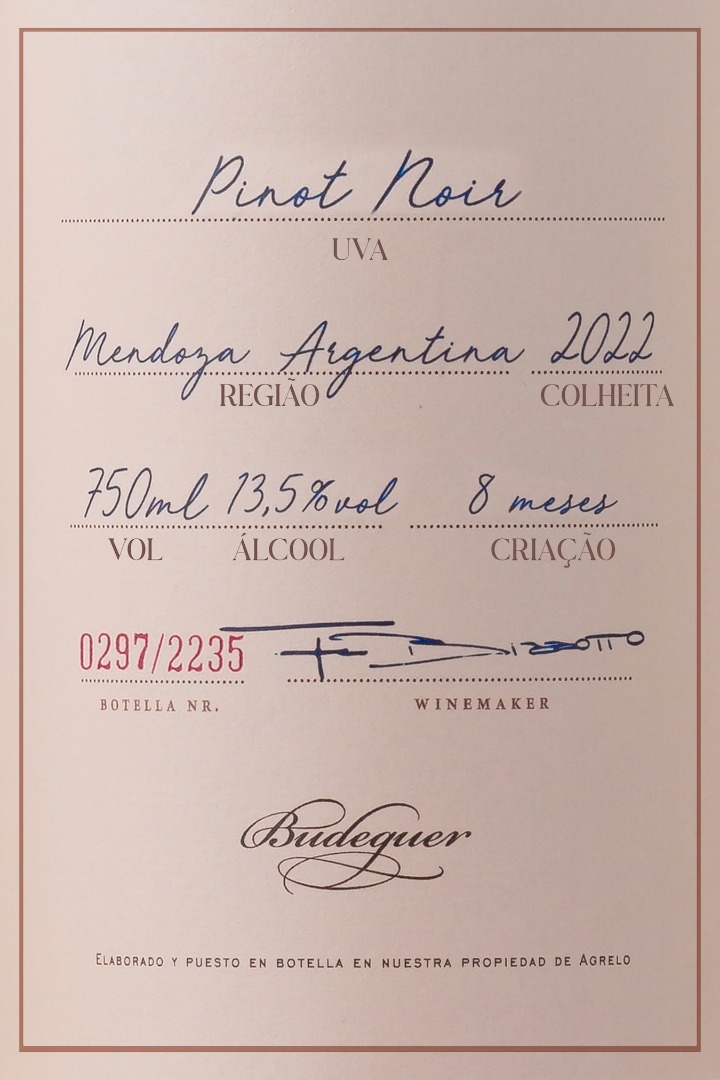 Pinot Noir
UVA
Mendoza Argentina 2022
REGIÃO COLHEITA
750ml 13,5%vol 8 meses
VOL ÁLCOOL CRIAÇÃO
0297/2235
BOTELLA NR. WINEMAKER
Budeguer
ELABORADO Y PUESTO EN BOTELLA EN NUESTRA PROPIEDAD DE AGRELO